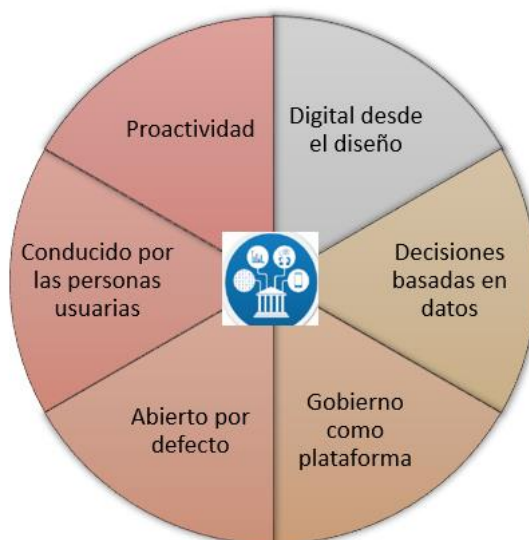 Proactividad
Digital desde
el diseño
Conducido por
las personas
usuarias
Decisiones
basadas en
datos
Abierto por
defecto
Gobierno
como
plataforma